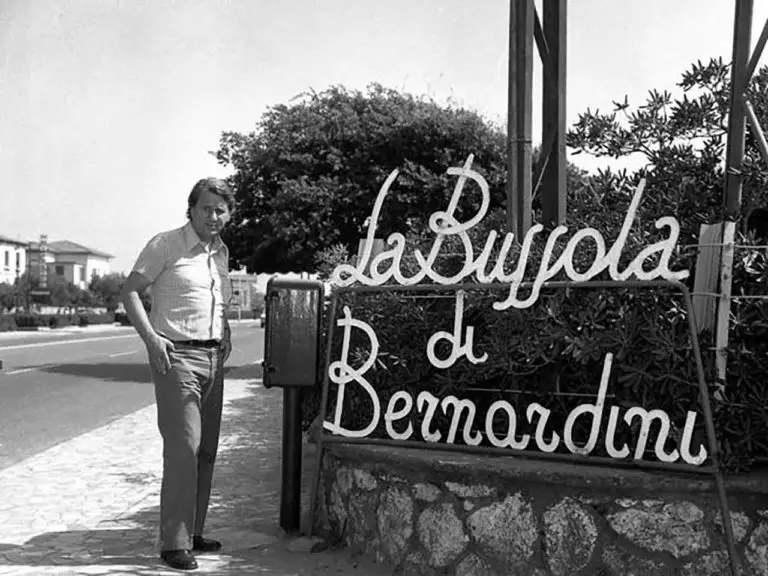 La Bussola
di
Bernardini